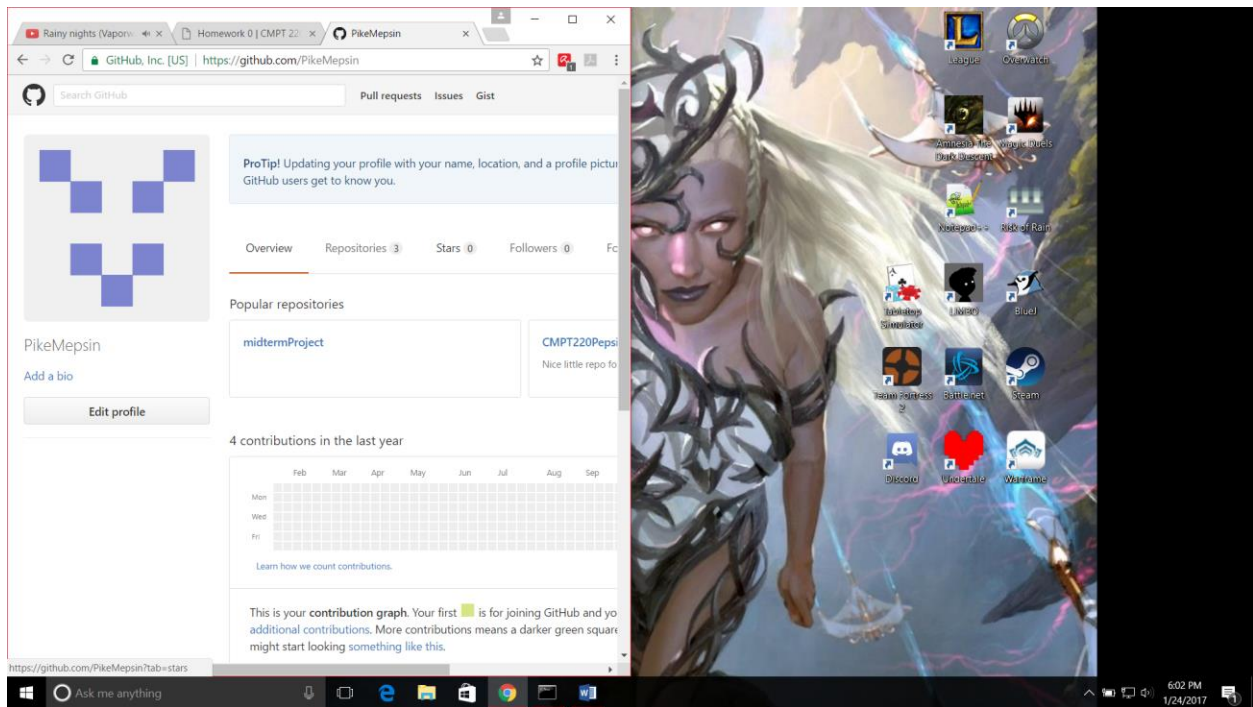 Rainy nights (Vaporw
Homework 0 | CMPT 22
PikeMepsin
GitHub, Inc. [US] | https://github.com/PikeMepsin
1
Search GitHub
Pull requests Issues Gist
ProTip! Updating your profile with your name, location, and a profile pictur
GitHub users get to know you.
Overview Repositories 3 Stars 0 Followers 0 Fo
Popular repositories
midtermProject
CMPT220Pepsi
Nice little repo fo
PikeMepsin
Add a bio
Edit profile
4 contributions in the last year
Feb Mar Apr May Jun Jul Aug Sep
Mon
Wed
Fri
Learn how we count contributions.
This is your contribution graph. Your first is for joining GitHub and yo
additional contributions. More contributions means a darker green square
might start looking something like this.
https://github.com/PikeMepsin?tab=stars
League
Overwatch
Amnesia - The
Dark Descent
Magic Duels
Notepad++
Risk of Rain
Tabletop
Simulator
LIMBO
BlueJ
Team Fortress
2
Battle.net
Steam
Discord
Undertale
Warframe
Ask me anything
6:02 PM
1/24/2017
1